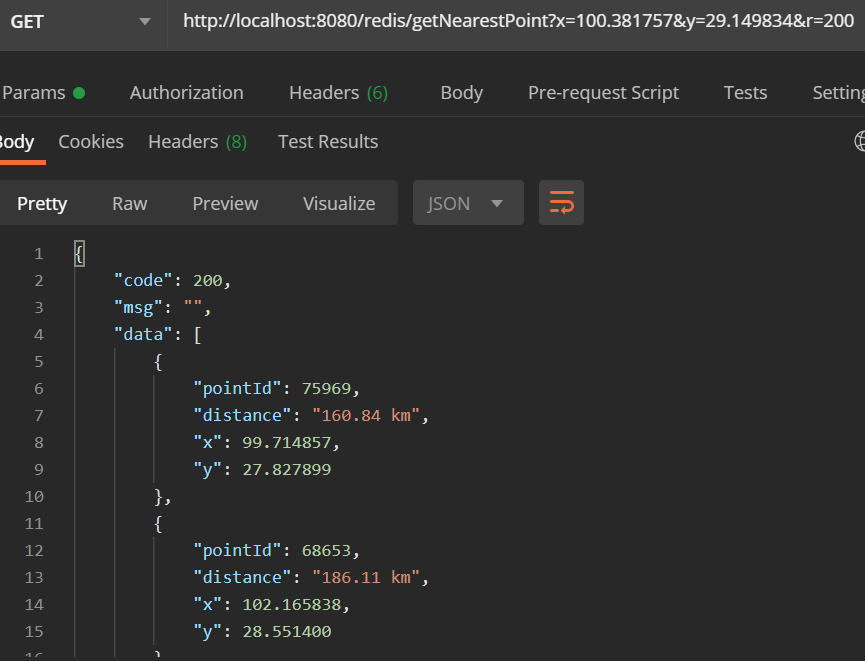 GET http://localhost:8080/redis/getNearestPoint?x=100.381757&y=29.149834&r=200
Params Authorization Headers (6) Body Pre-request Script Tests Setting
Body Cookies Headers (8) Test Results
Pretty Raw Preview Visualize JSON
1 {
2 "code": 200,
3 "msg": "",
4 "data": [
5 {
6 "pointId": 75969,
7 "distance": "160.84 km",
8 "x": 99.714857,
9 "y": 27.827899
10 },
11 {
12 "pointId": 68653,
13 "distance": "186.11 km",
14 "x": 102.165838,
15 "y": 28.551400
16 }